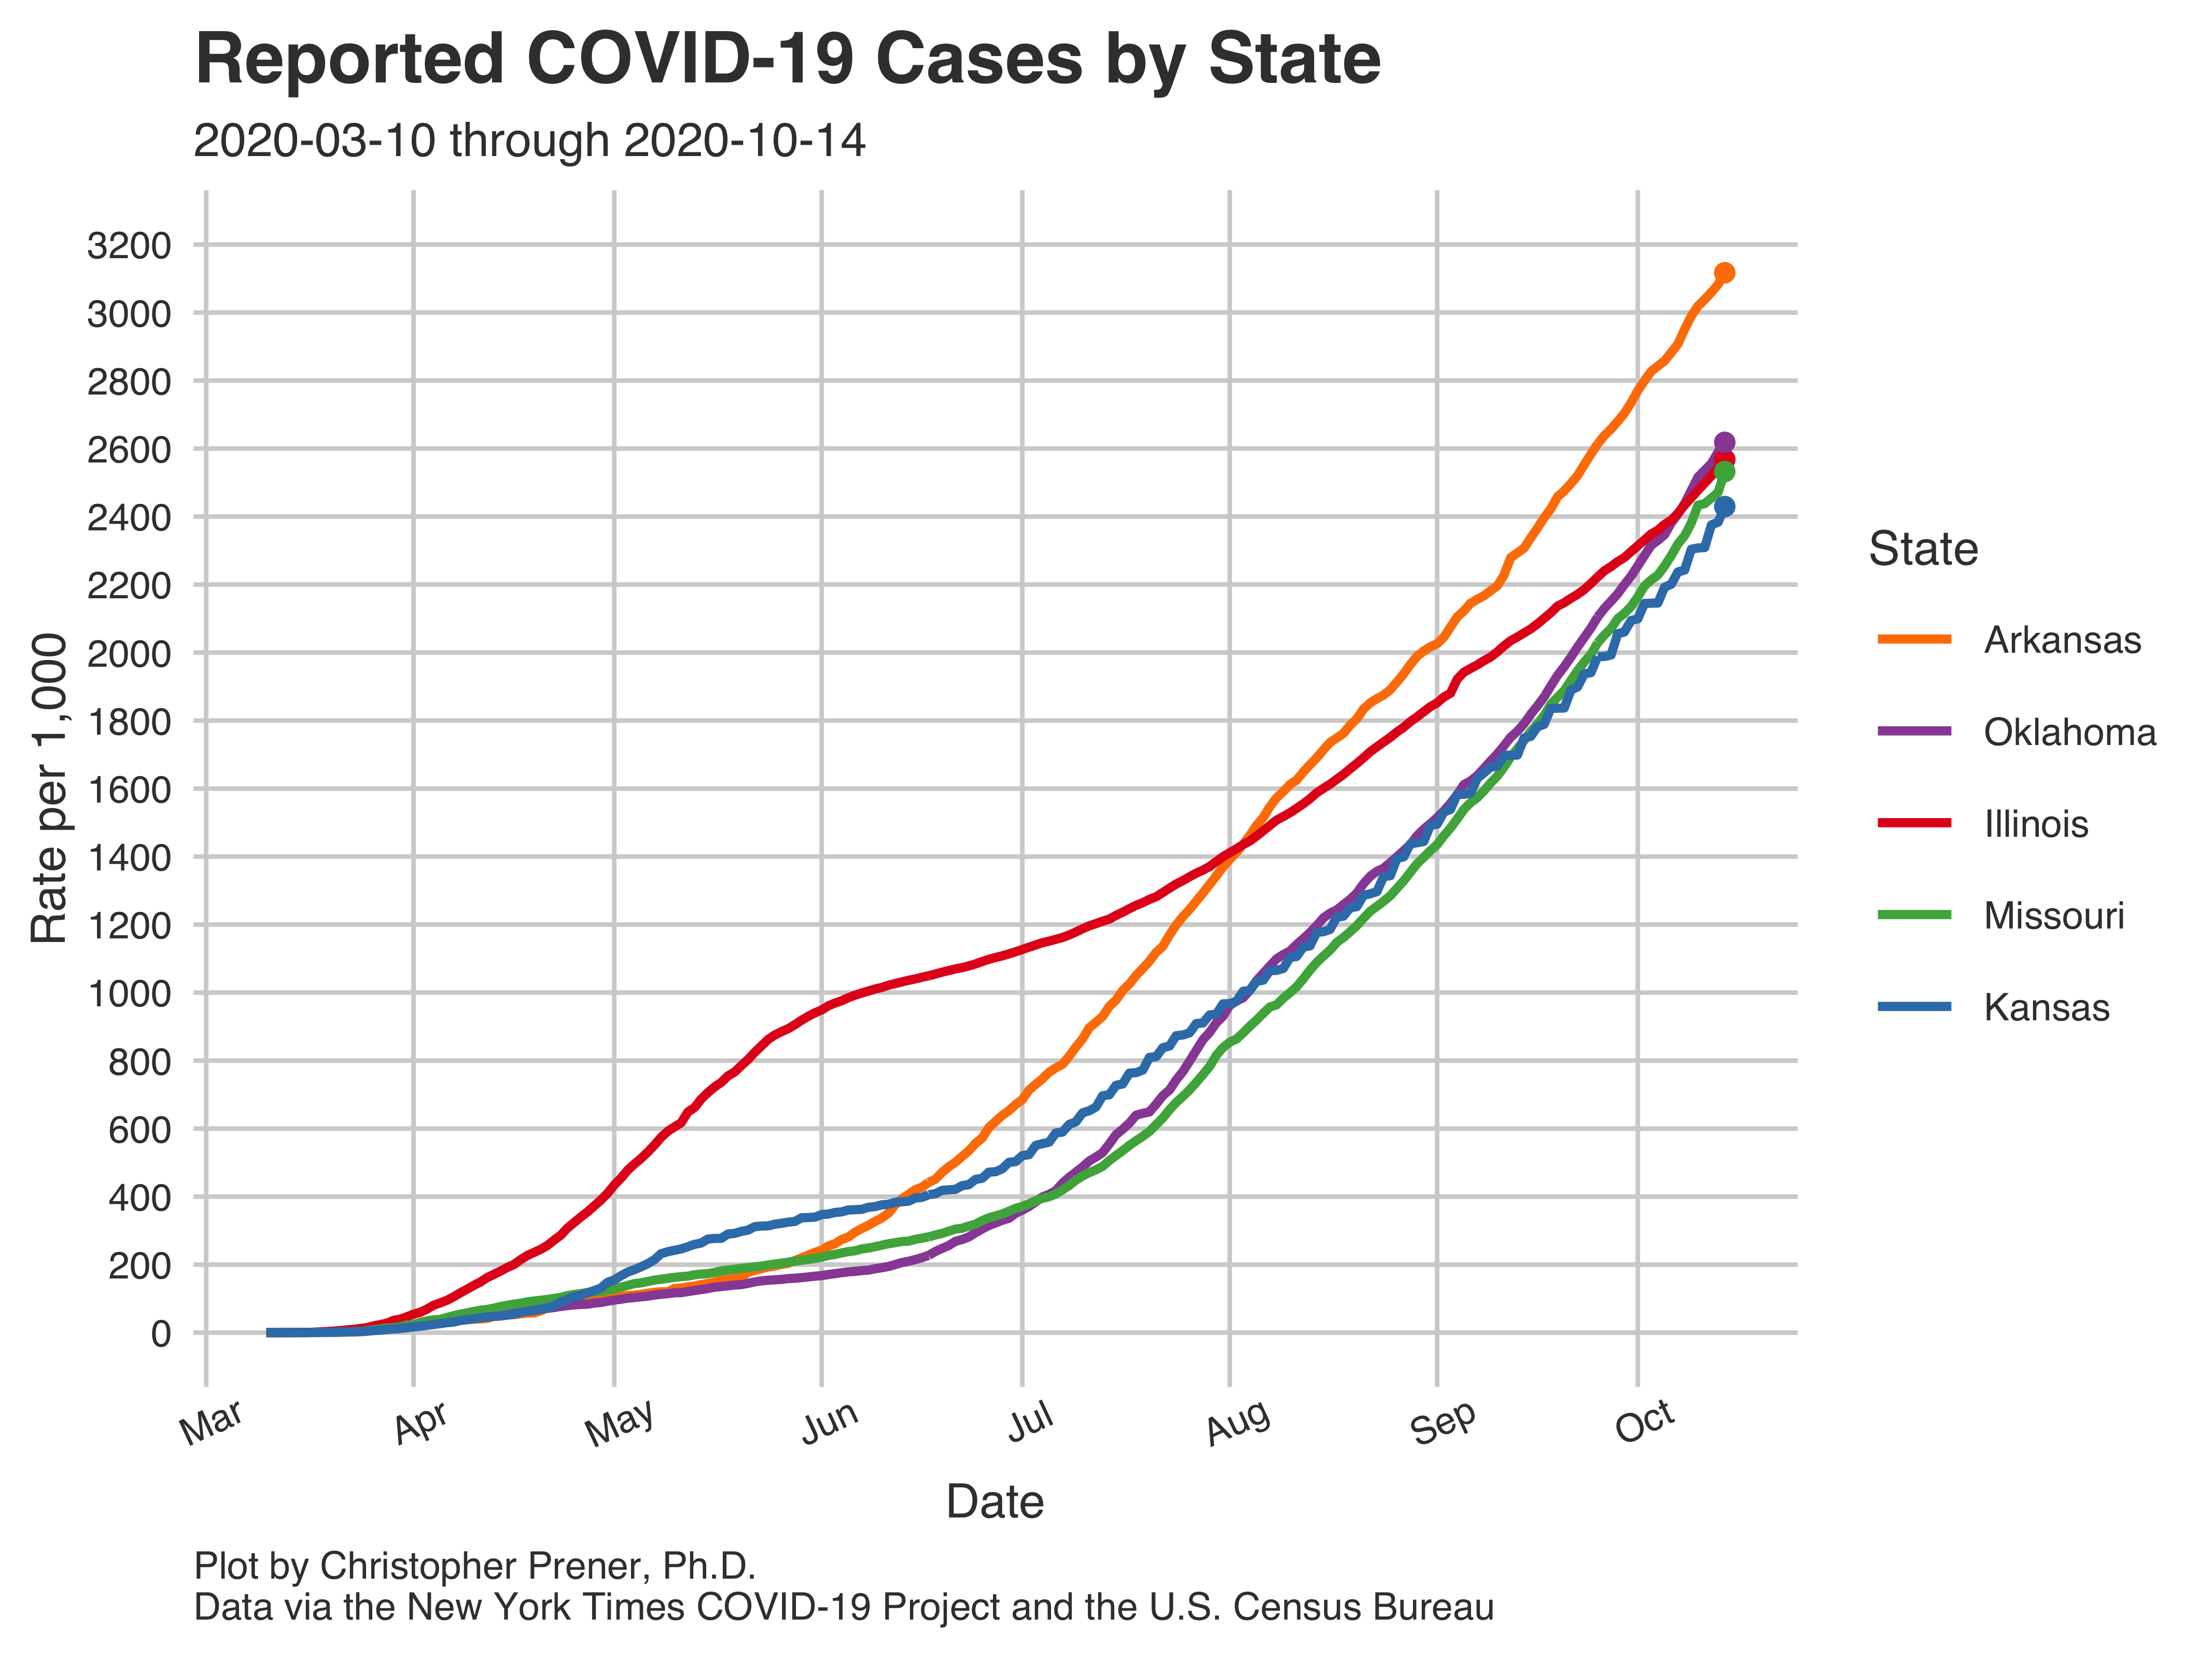 Reported COVID-19 Cases by State
2020-03-10 through 2020-10-14
Rate per 1,000
3200
3000
2800
2600
2400
2200
2000
1800
1600
1400
1200
1000
800
600
400
200
0
Mar
Apr
May
Jun
Jul
Aug
Sep
Oct
Date
State
Arkansas
Oklahoma
Illinois
Missouri
Kansas
Plot by Christopher Prener, Ph.D.
Data via the New York Times COVID-19 Project and the U.S. Census Bureau